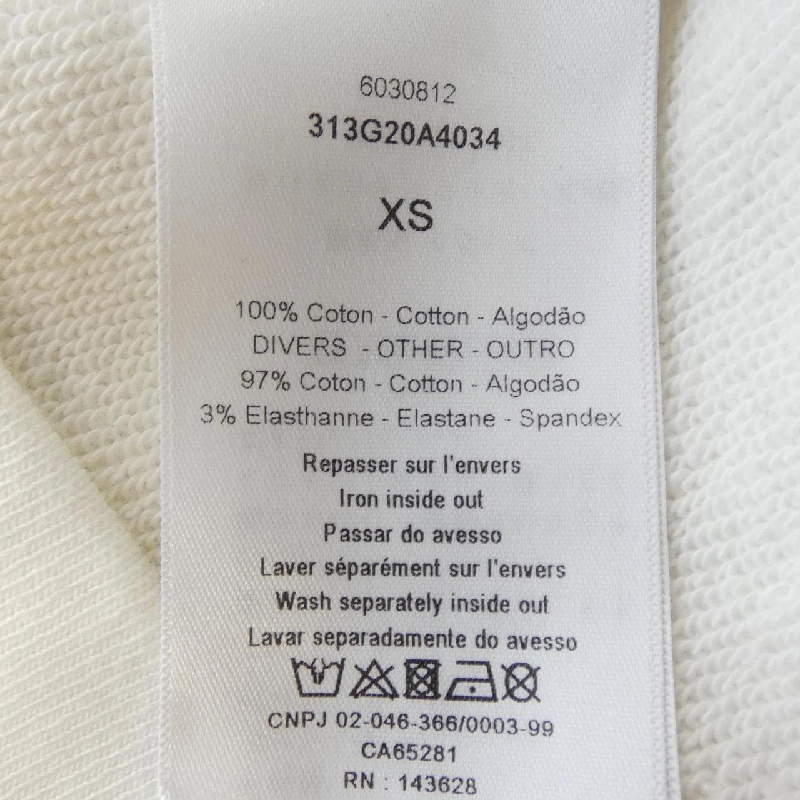 6030812
313G20A4034
XS
100% Coton - Cotton - Algodão
DIVERS - OTHER - OUTRO
97% Coton - Cotton - Algodão
3% Elasthanne - Elastane - Spandex
Repasser sur l'envers
Iron inside out
Passar do avesso
Laver séparément sur l'envers
Wash separately inside out
Lavar separadamente do avesso
CNPJ 02-046-366/0003-99
CA65281
RN : 143628